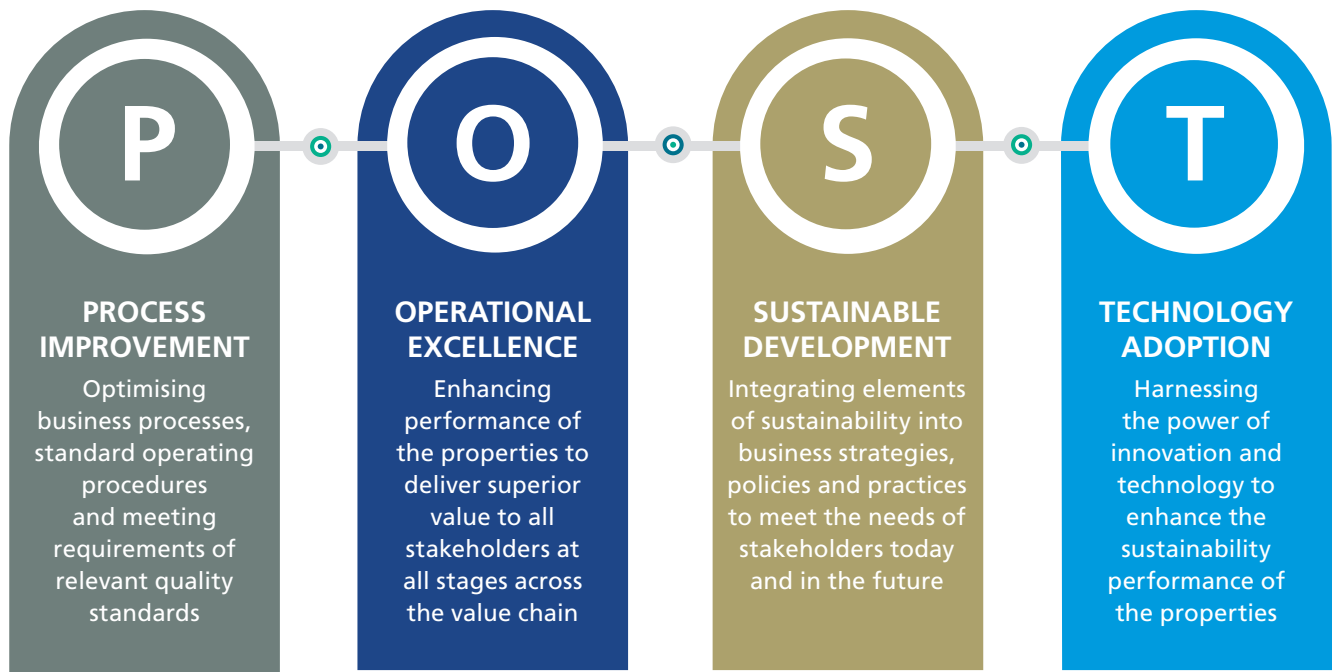 P
PROCESS
IMPROVEMENT
Optimising
business processes,
standard operating
procedures
and meeting
requirements of
relevant quality
standards
O
OPERATIONAL
EXCELLENCE
Enhancing
performance of
the properties to
deliver superior
value to all
stakeholders at
all stages across
the value chain
S
SUSTAINABLE
DEVELOPMENT
Integrating elements
of sustainability into
business strategies,
policies and practices
to meet the needs of
stakeholders today
and in the future
T
TECHNOLOGY
ADOPTION
Harnessing
the power of
innovation and
technology to
enhance the
sustainability
performance of
the properties